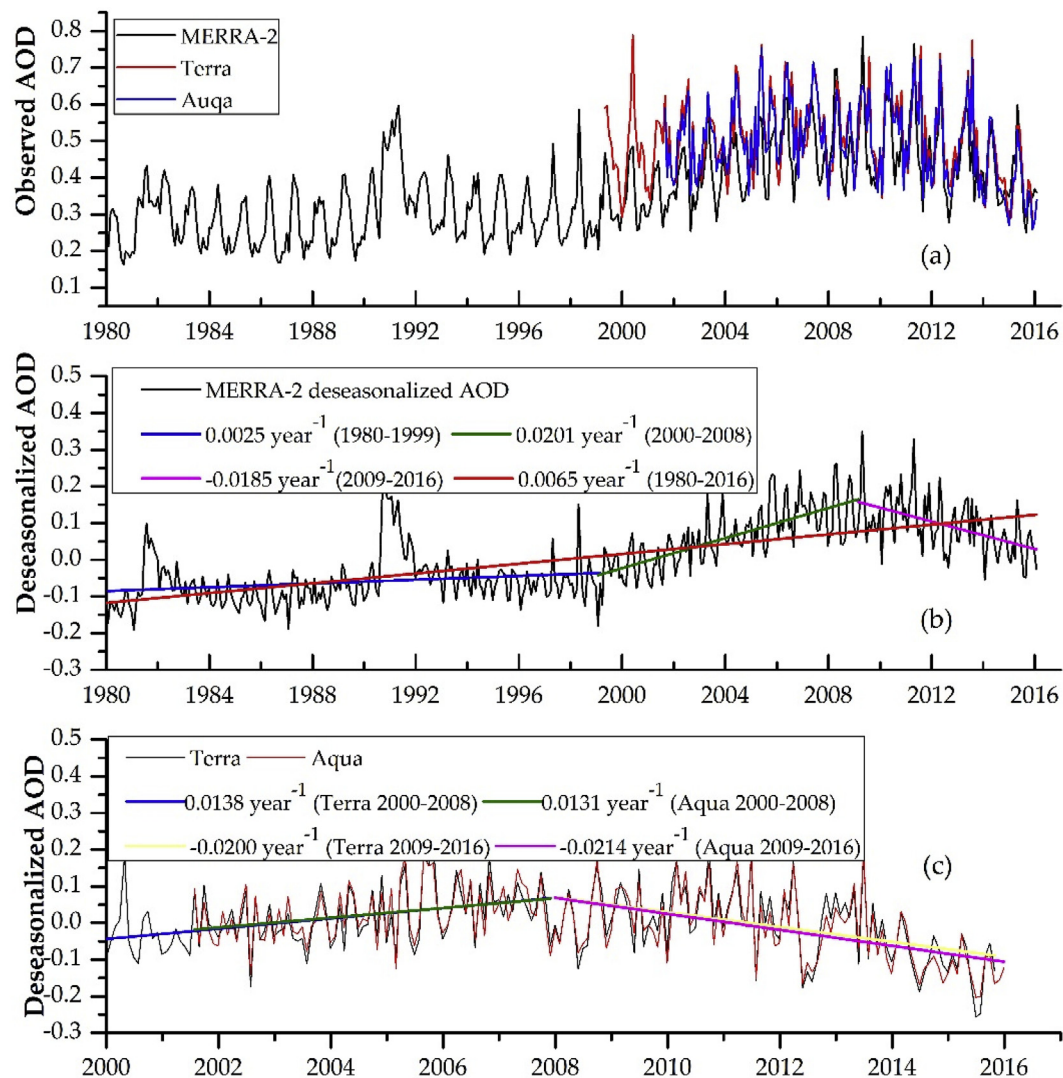 Observed AOD
0.8
0.7
0.6
0.5
0.4
0.3
0.2
0.1
MERRA-2
Terra
Auqa
(a)
1980 1984 1988 1992 1996 2000 2004 2008 2012 2016
Deseasonalized AOD
0.5
0.4
0.3
0.2
0.1
0.0
-0.1
-0.2
-0.3
MERRA-2 deseasonalized AOD
0.0025 year⁻¹ (1980-1999) 0.0201 year⁻¹ (2000-2008)
-0.0185 year⁻¹(2009-2016) 0.0065 year⁻¹ (1980-2016)
(b)
1980 1984 1988 1992 1996 2000 2004 2008 2012 2016
Deseasonalized AOD
0.5
0.4
0.3
0.2
0.1
0.0
-0.1
-0.2
-0.3
Terra Aqua
0.0138 year⁻¹ (Terra 2000-2008) 0.0131 year⁻¹ (Aqua 2000-2008)
-0.0200 year⁻¹ (Terra 2009-2016) -0.0214 year⁻¹ (Aqua 2009-2016)
(c)
2000 2002 2004 2006 2008 2010 2012 2014 2016